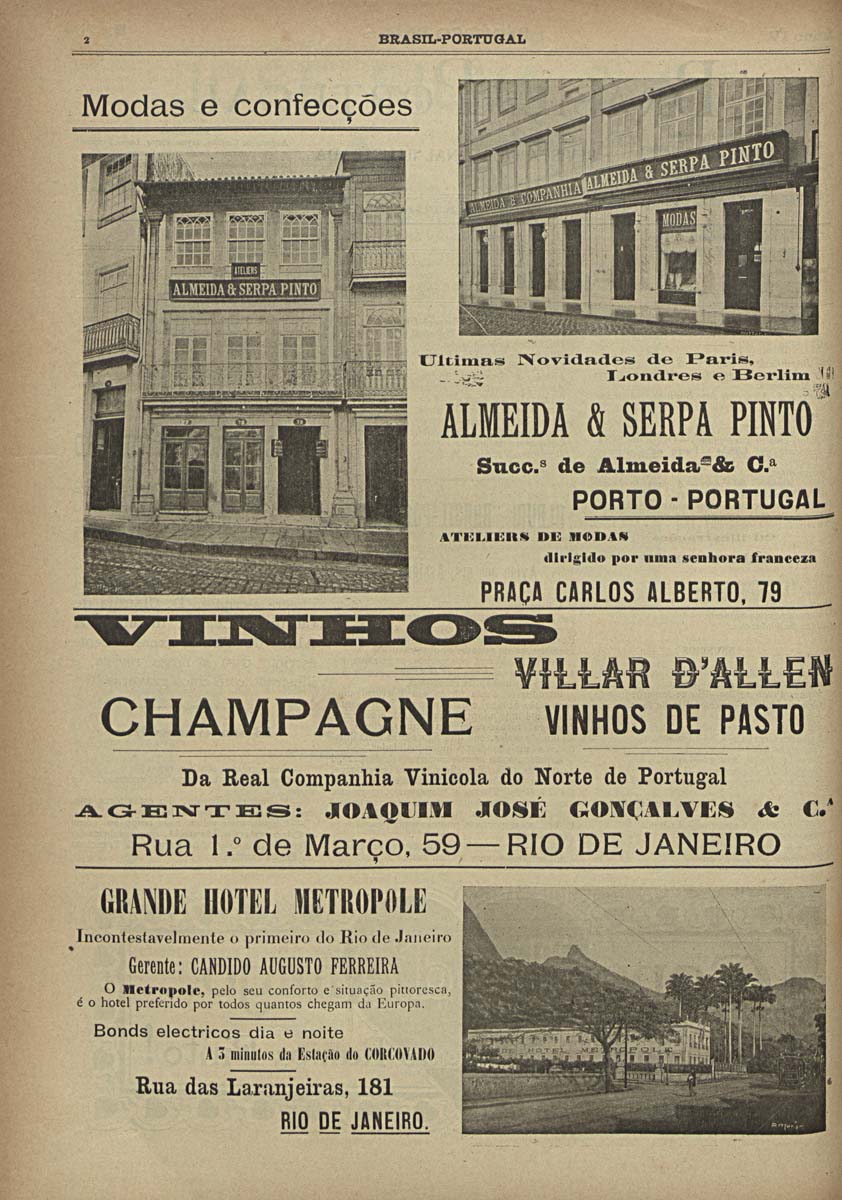 2
BRASIL-PORTUGAL
Modas e confecções
ATELIERS
ALMEIDA & SERPA PINTO
ALMEIDA & COMPANHIA
ALMEIDA & SERPA PINTO
MODAS
Ultimas Novidades de Paris,
Londres e Berlim
ALMEIDA & SERPA PINTO
Succ.s de Almeida & C.a
PORTO - PORTUGAL
ATELIERS DE MODAS
dirigido por uma senhora franceza
PRAÇA CARLOS ALBERTO, 79
VINHOS
VILLAR D'ALLEN
CHAMPAGNE
VINHOS DE PASTO
Da Real Companhia Vinicola do Norte de Portugal
AGENTES: JOAQUIM JOSÉ GONÇALVES & C.A
Rua 1.º de Março, 59—RIO DE JANEIRO
GRANDE HOTEL METROPOLE
Incontestavelmente o primeiro do Rio de Janeiro
Gerente: CANDIDO AUGUSTO FERREIRA
O Metropole, pelo seu conforto e situação pittoresca,
é o hotel preferido por todos quantos chegam da Europa.
Bonds electricos dia e noite
A 3 minutos da Estação do CORCOVADO
Rua das Laranjeiras, 181
RIO DE JANEIRO.
HOTEL METROPOLE